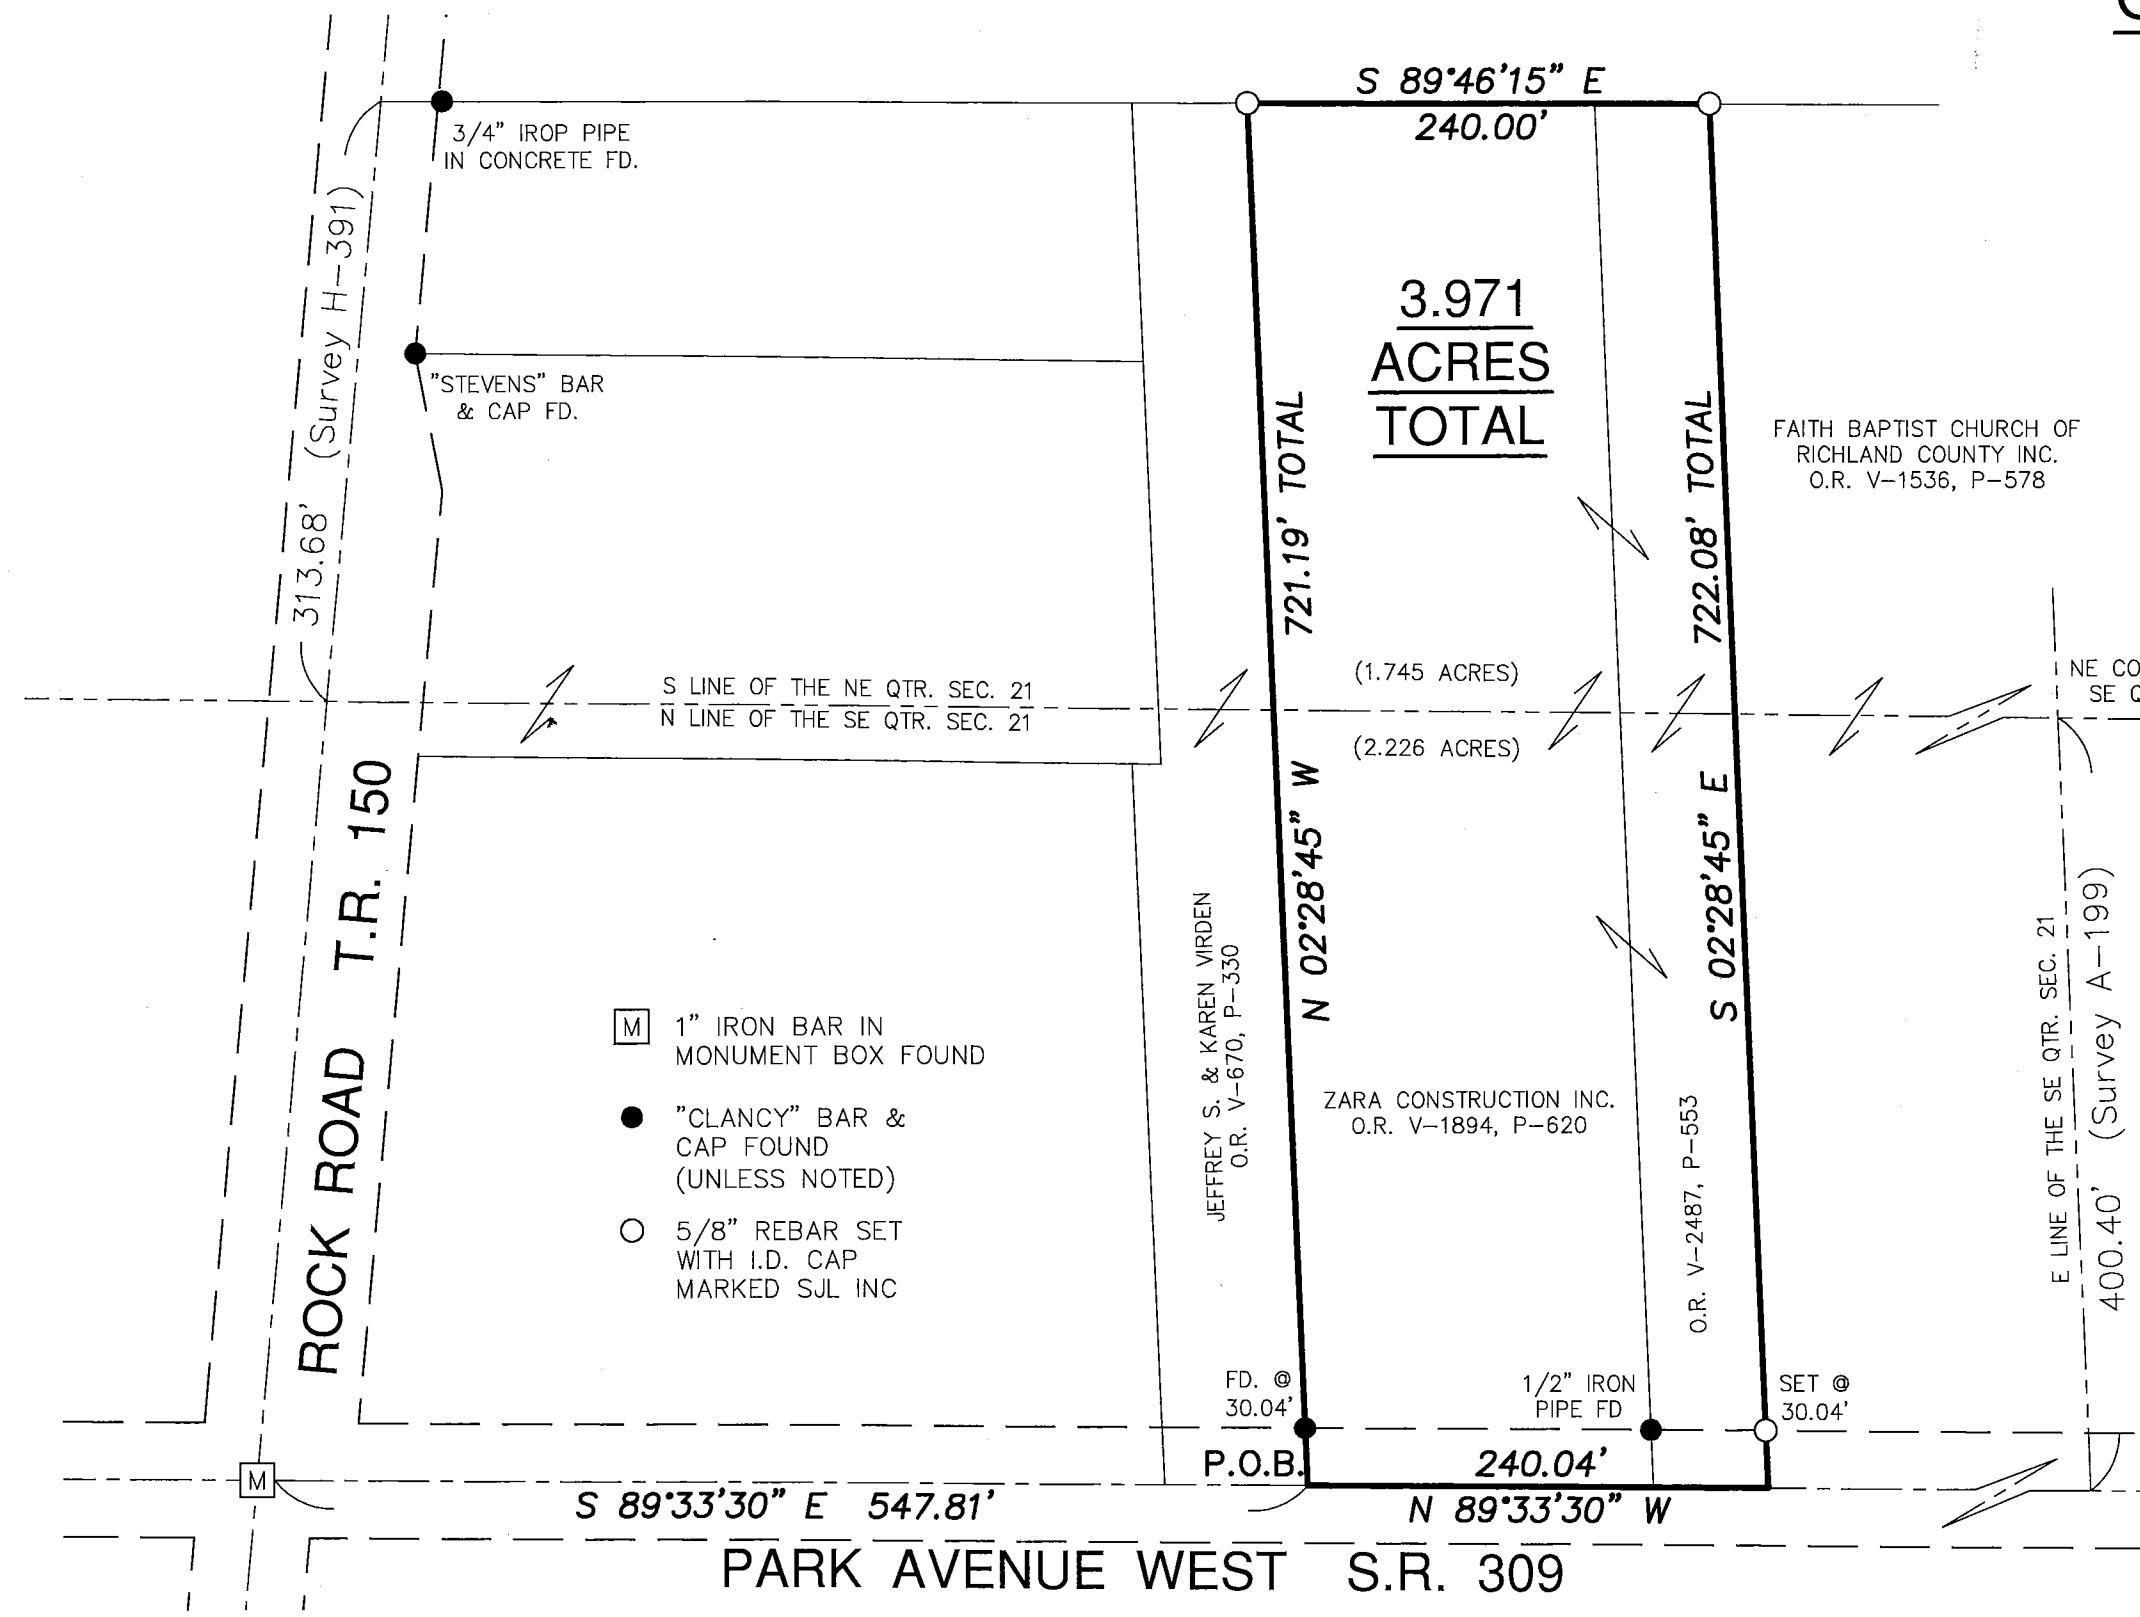 S 89°46'15" E
240.00'
3/4" IROP PIPE
IN CONCRETE FD.
313.68' (Survey H-391)
"STEVENS" BAR
& CAP FD.
3.971
ACRES
TOTAL
721.19' TOTAL
722.08' TOTAL
FAITH BAPTIST CHURCH OF
RICHLAND COUNTY INC.
O.R. V-1536, P-578
S LINE OF THE NE QTR. SEC. 21
N LINE OF THE SE QTR. SEC. 21
(1.745 ACRES)
(2.226 ACRES)
NE CO
SE Q
N 02°28'45" W
S 02°28'45" E
ROCK ROAD T.R. 150
M 1" IRON BAR IN
MONUMENT BOX FOUND
"CLANCY" BAR &
CAP FOUND
(UNLESS NOTED)
5/8" REBAR SET
WITH I.D. CAP
MARKED SJL INC
JEFFREY S. & KAREN VIRDEN
O.R. V-670, P-330
ZARA CONSTRUCTION INC.
O.R. V-1894, P-620
O.R. V-2487, P-553
E LINE OF THE SE QTR. SEC. 21
400.40' (Survey A-199)
FD. @
30.04'
1/2" IRON
PIPE FD
SET @
30.04'
M
P.O.B.
240.04'
S 89°33'30" E 547.81'
N 89°33'30" W
PARK AVENUE WEST S.R. 309